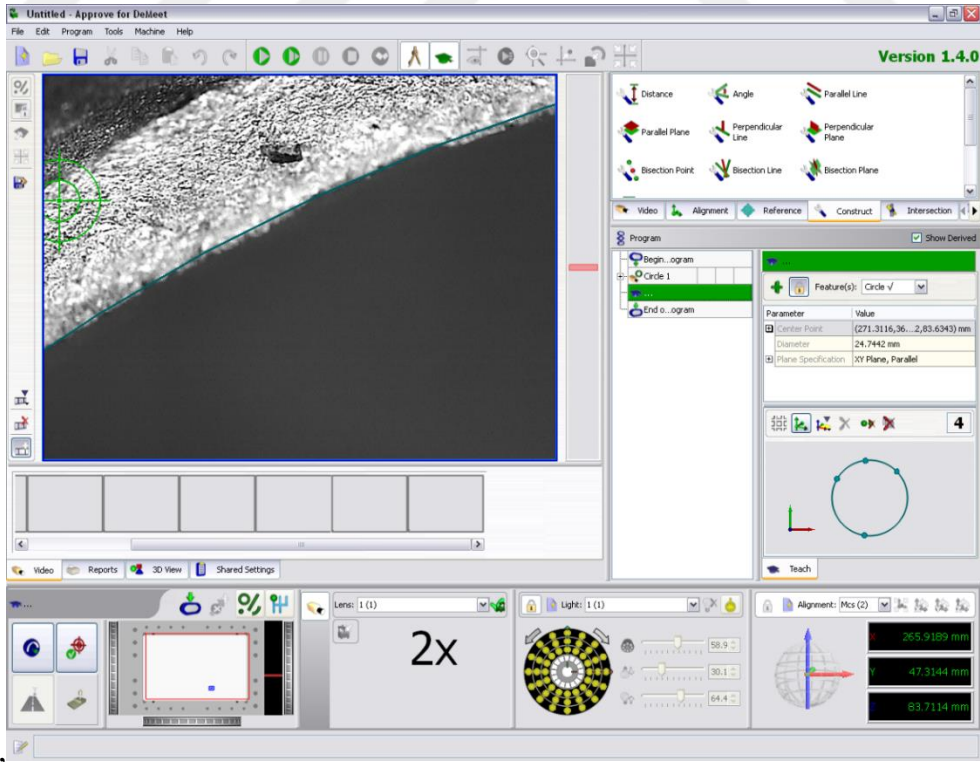 Untitled - Approve for DeMeet
File Edit Program Tools Machine Help
Version 1.4.0
Distance Angle Parallel Line
Parallel Plane Perpendicular Line Perpendicular Plane
Bisection Point Bisection Line Bisection Plane
Video Alignment Reference Construct Intersection
Program Show Derived
Begin...ogram
Circle 1
...
End o...ogram
...
Feature(s): Circle √
Parameter Value
Center Point (271.3116,36...2,83.6343) mm
Diameter 24.7442 mm
Plane Specification XY Plane, Parallel
4
Teach
Video Reports 3D View Shared Settings
...
Lens: 1 (1)
2x
Light: 1 (1)
58.9
30.1
64.4
Alignment: Mcs (2)
X 265.9189 mm
Y 47.3144 mm
Z 83.7114 mm
,